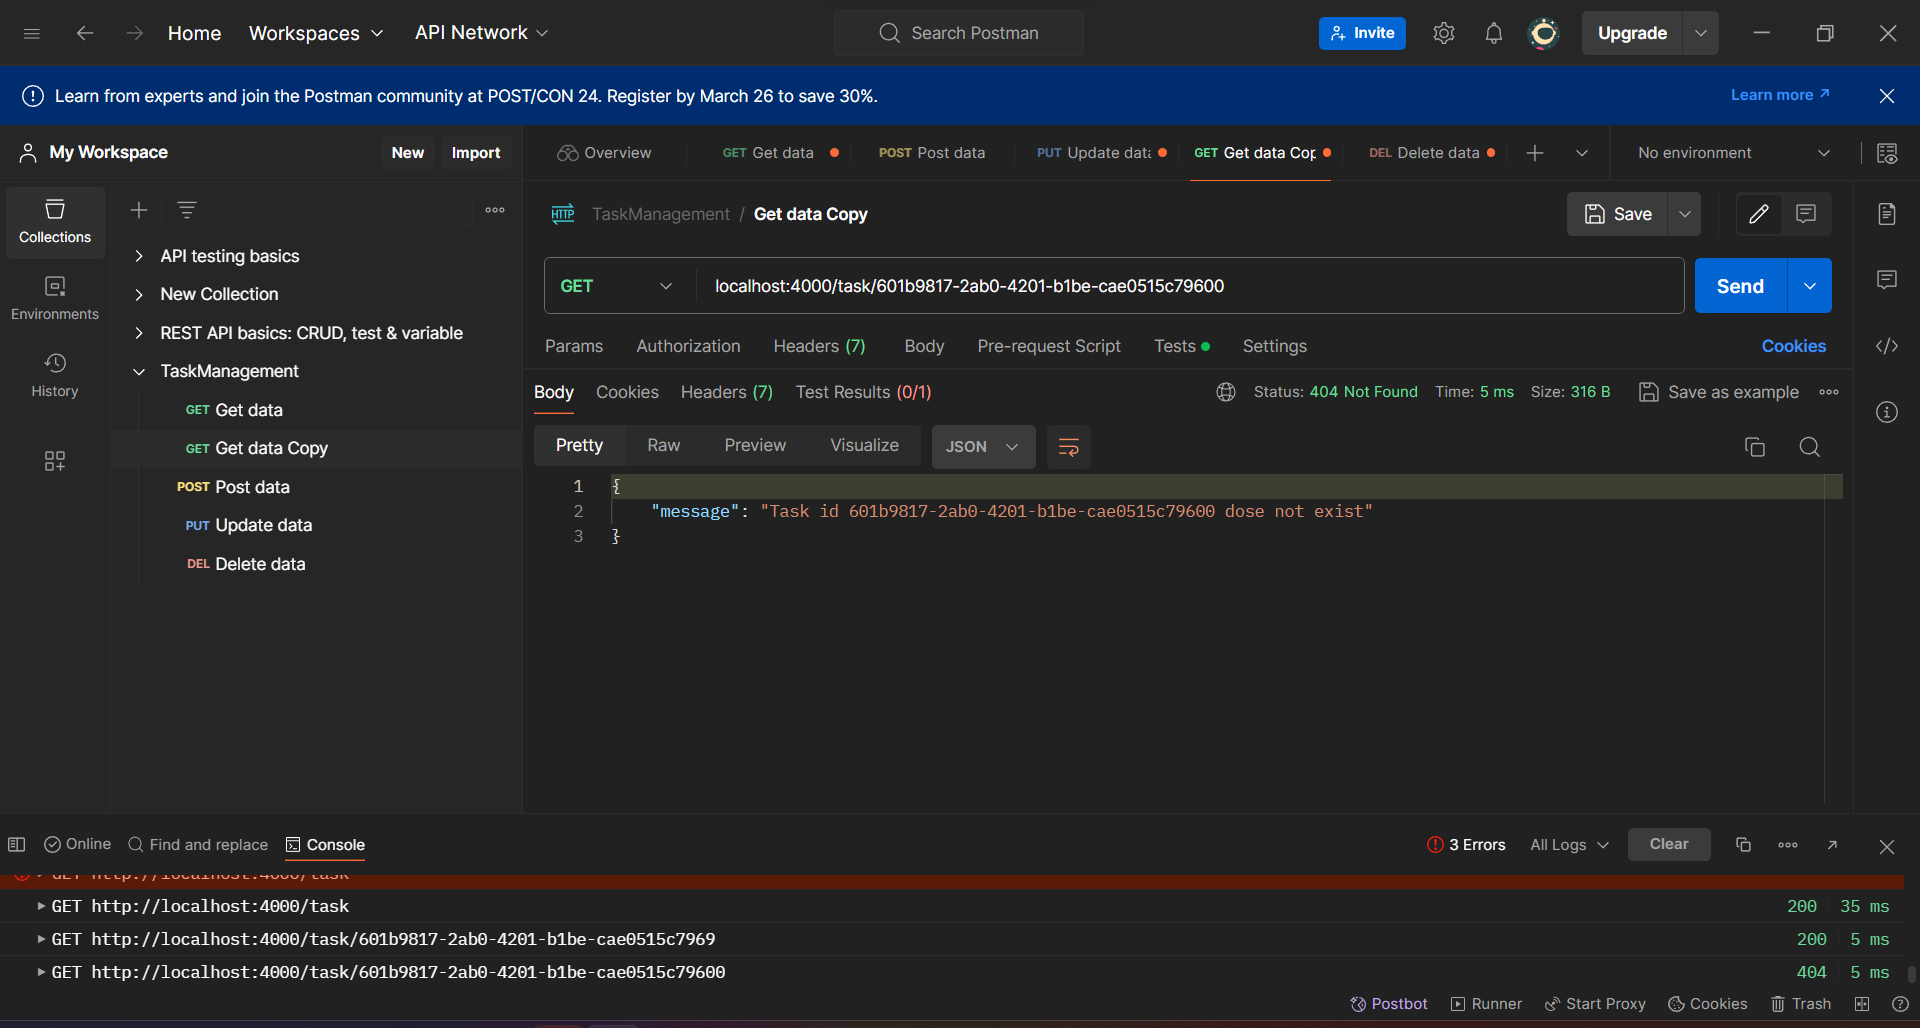 Home Workspaces API Network Search Postman Invite Upgrade
Learn from experts and join the Postman community at POST/CON 24. Register by March 26 to save 30%. Learn more
My Workspace New Import Overview GET Get data POST Post data PUT Update dat GET Get data Cop DEL Delete data No environment
Collections
Environments
History
API testing basics
New Collection
REST API basics: CRUD, test & variable
TaskManagement
GET Get data
GET Get data Copy
POST Post data
PUT Update data
DEL Delete data
HTTP TaskManagement / Get data Copy Save
GET localhost:4000/task/601b9817-2ab0-4201-b1be-cae0515c79600 Send
Params Authorization Headers (7) Body Pre-request Script Tests Settings Cookies
Body Cookies Headers (7) Test Results (0/1) Status: 404 Not Found Time: 5 ms Size: 316 B Save as example
Pretty Raw Preview Visualize JSON
1 {
2 "message": "Task id 601b9817-2ab0-4201-b1be-cae0515c79600 dose not exist"
3 }
Online Find and replace Console 3 Errors All Logs Clear
GET http://localhost:4000/task
GET http://localhost:4000/task 200 35 ms
GET http://localhost:4000/task/601b9817-2ab0-4201-b1be-cae0515c7969 200 5 ms
GET http://localhost:4000/task/601b9817-2ab0-4201-b1be-cae0515c79600 404 5 ms
Postbot Runner Start Proxy Cookies Trash